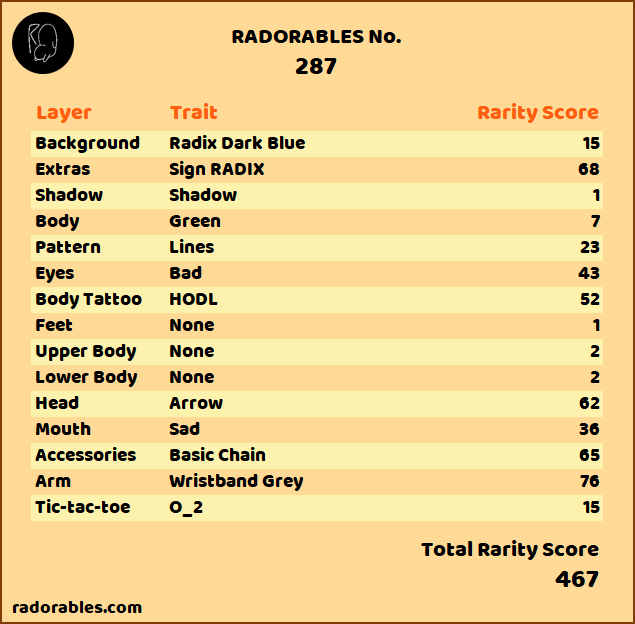 RADORABLES No.
287
Layer Trait Rarity Score
Background Radix Dark Blue 15
Extras Sign RADIX 68
Shadow Shadow 1
Body Green 7
Pattern Lines 23
Eyes Bad 43
Body Tattoo HODL 52
Feet None 1
Upper Body None 2
Lower Body None 2
Head Arrow 62
Mouth Sad 36
Accessories Basic Chain 65
Arm Wristband Grey 76
Tic-tac-toe O_2 15
Total Rarity Score
467
radorables.com